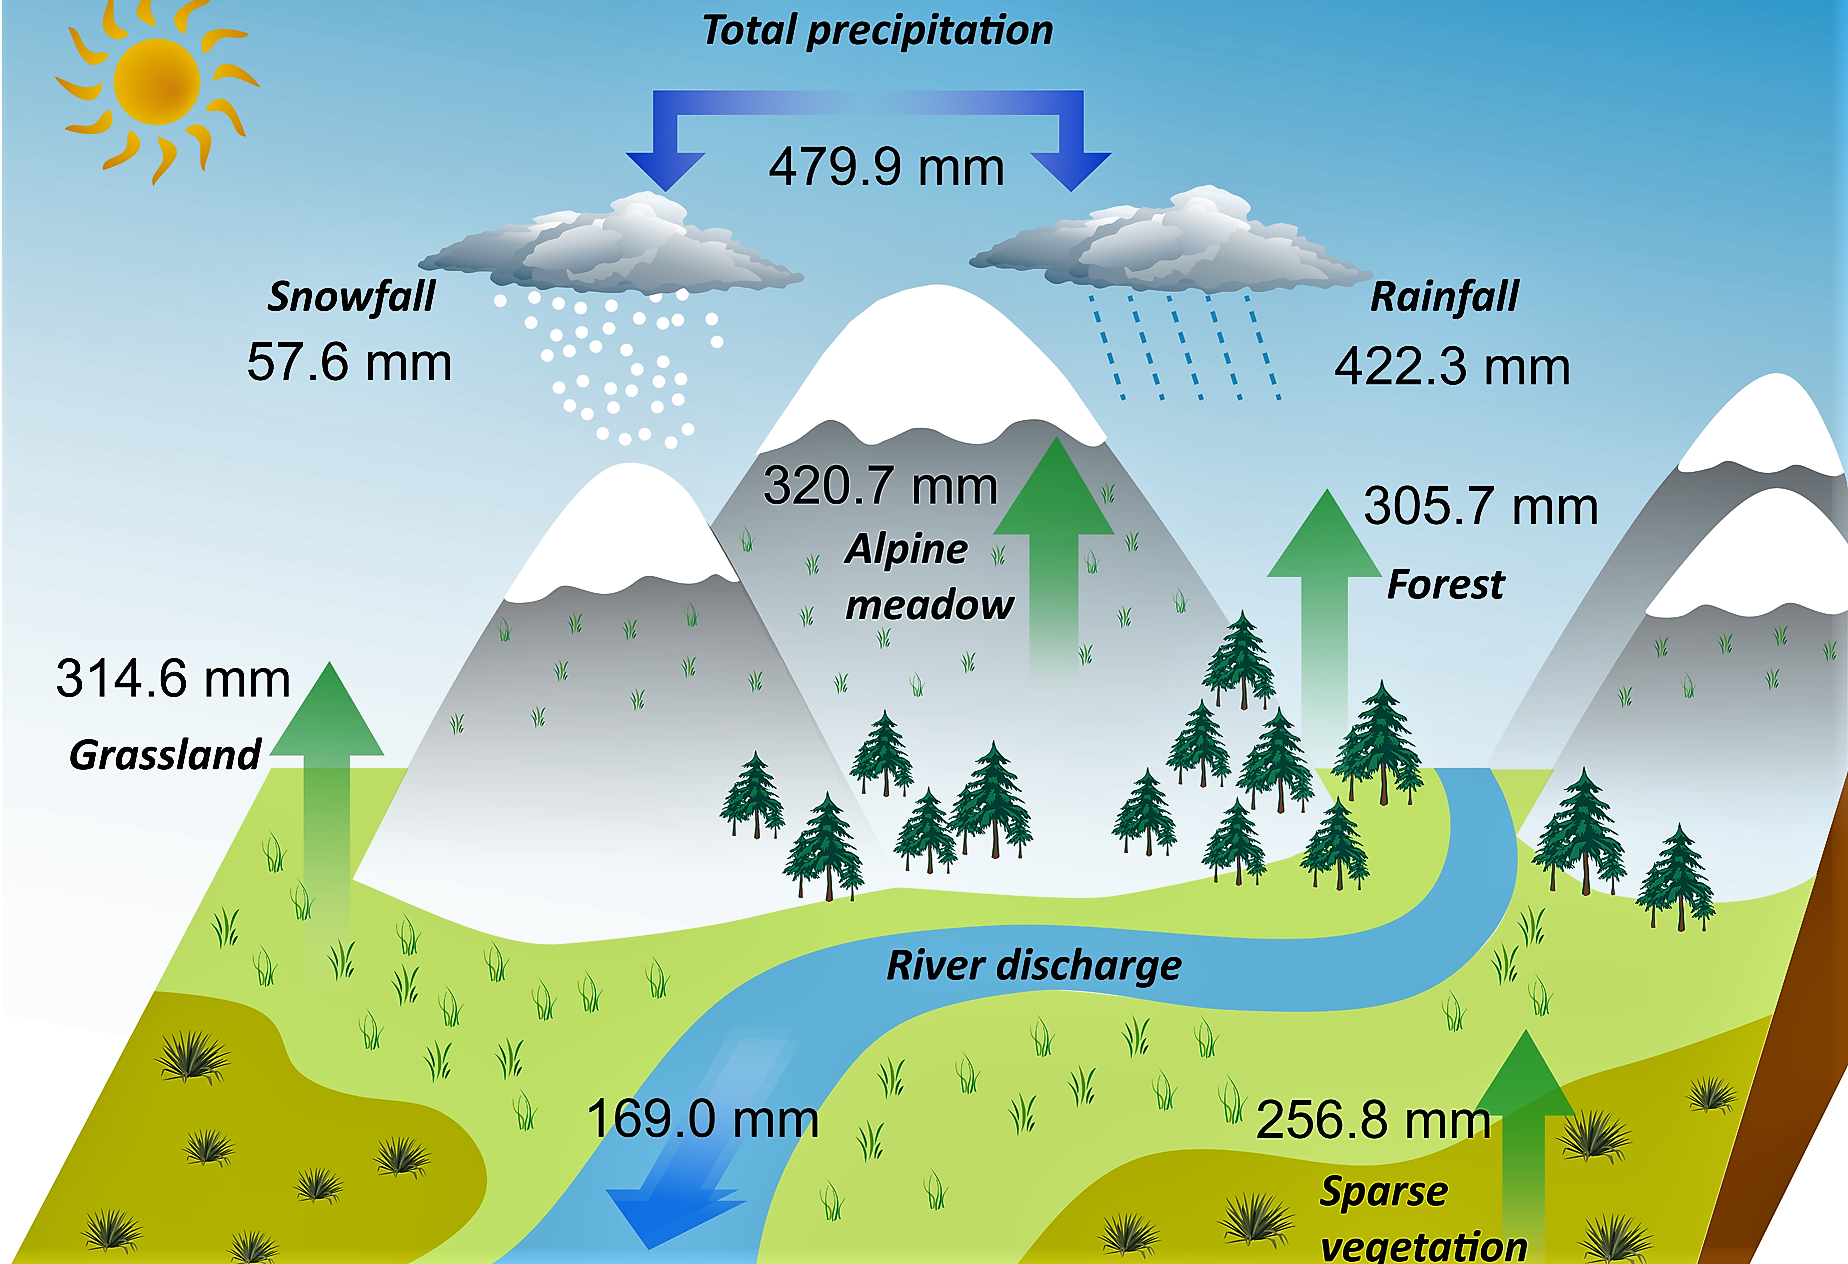 Total precipitation
479.9 mm
Snowfall
57.6 mm
Rainfall
422.3 mm
320.7 mm
Alpine
meadow
305.7 mm
Forest
314.6 mm
Grassland
River discharge
169.0 mm
256.8 mm
Sparse
vegetation